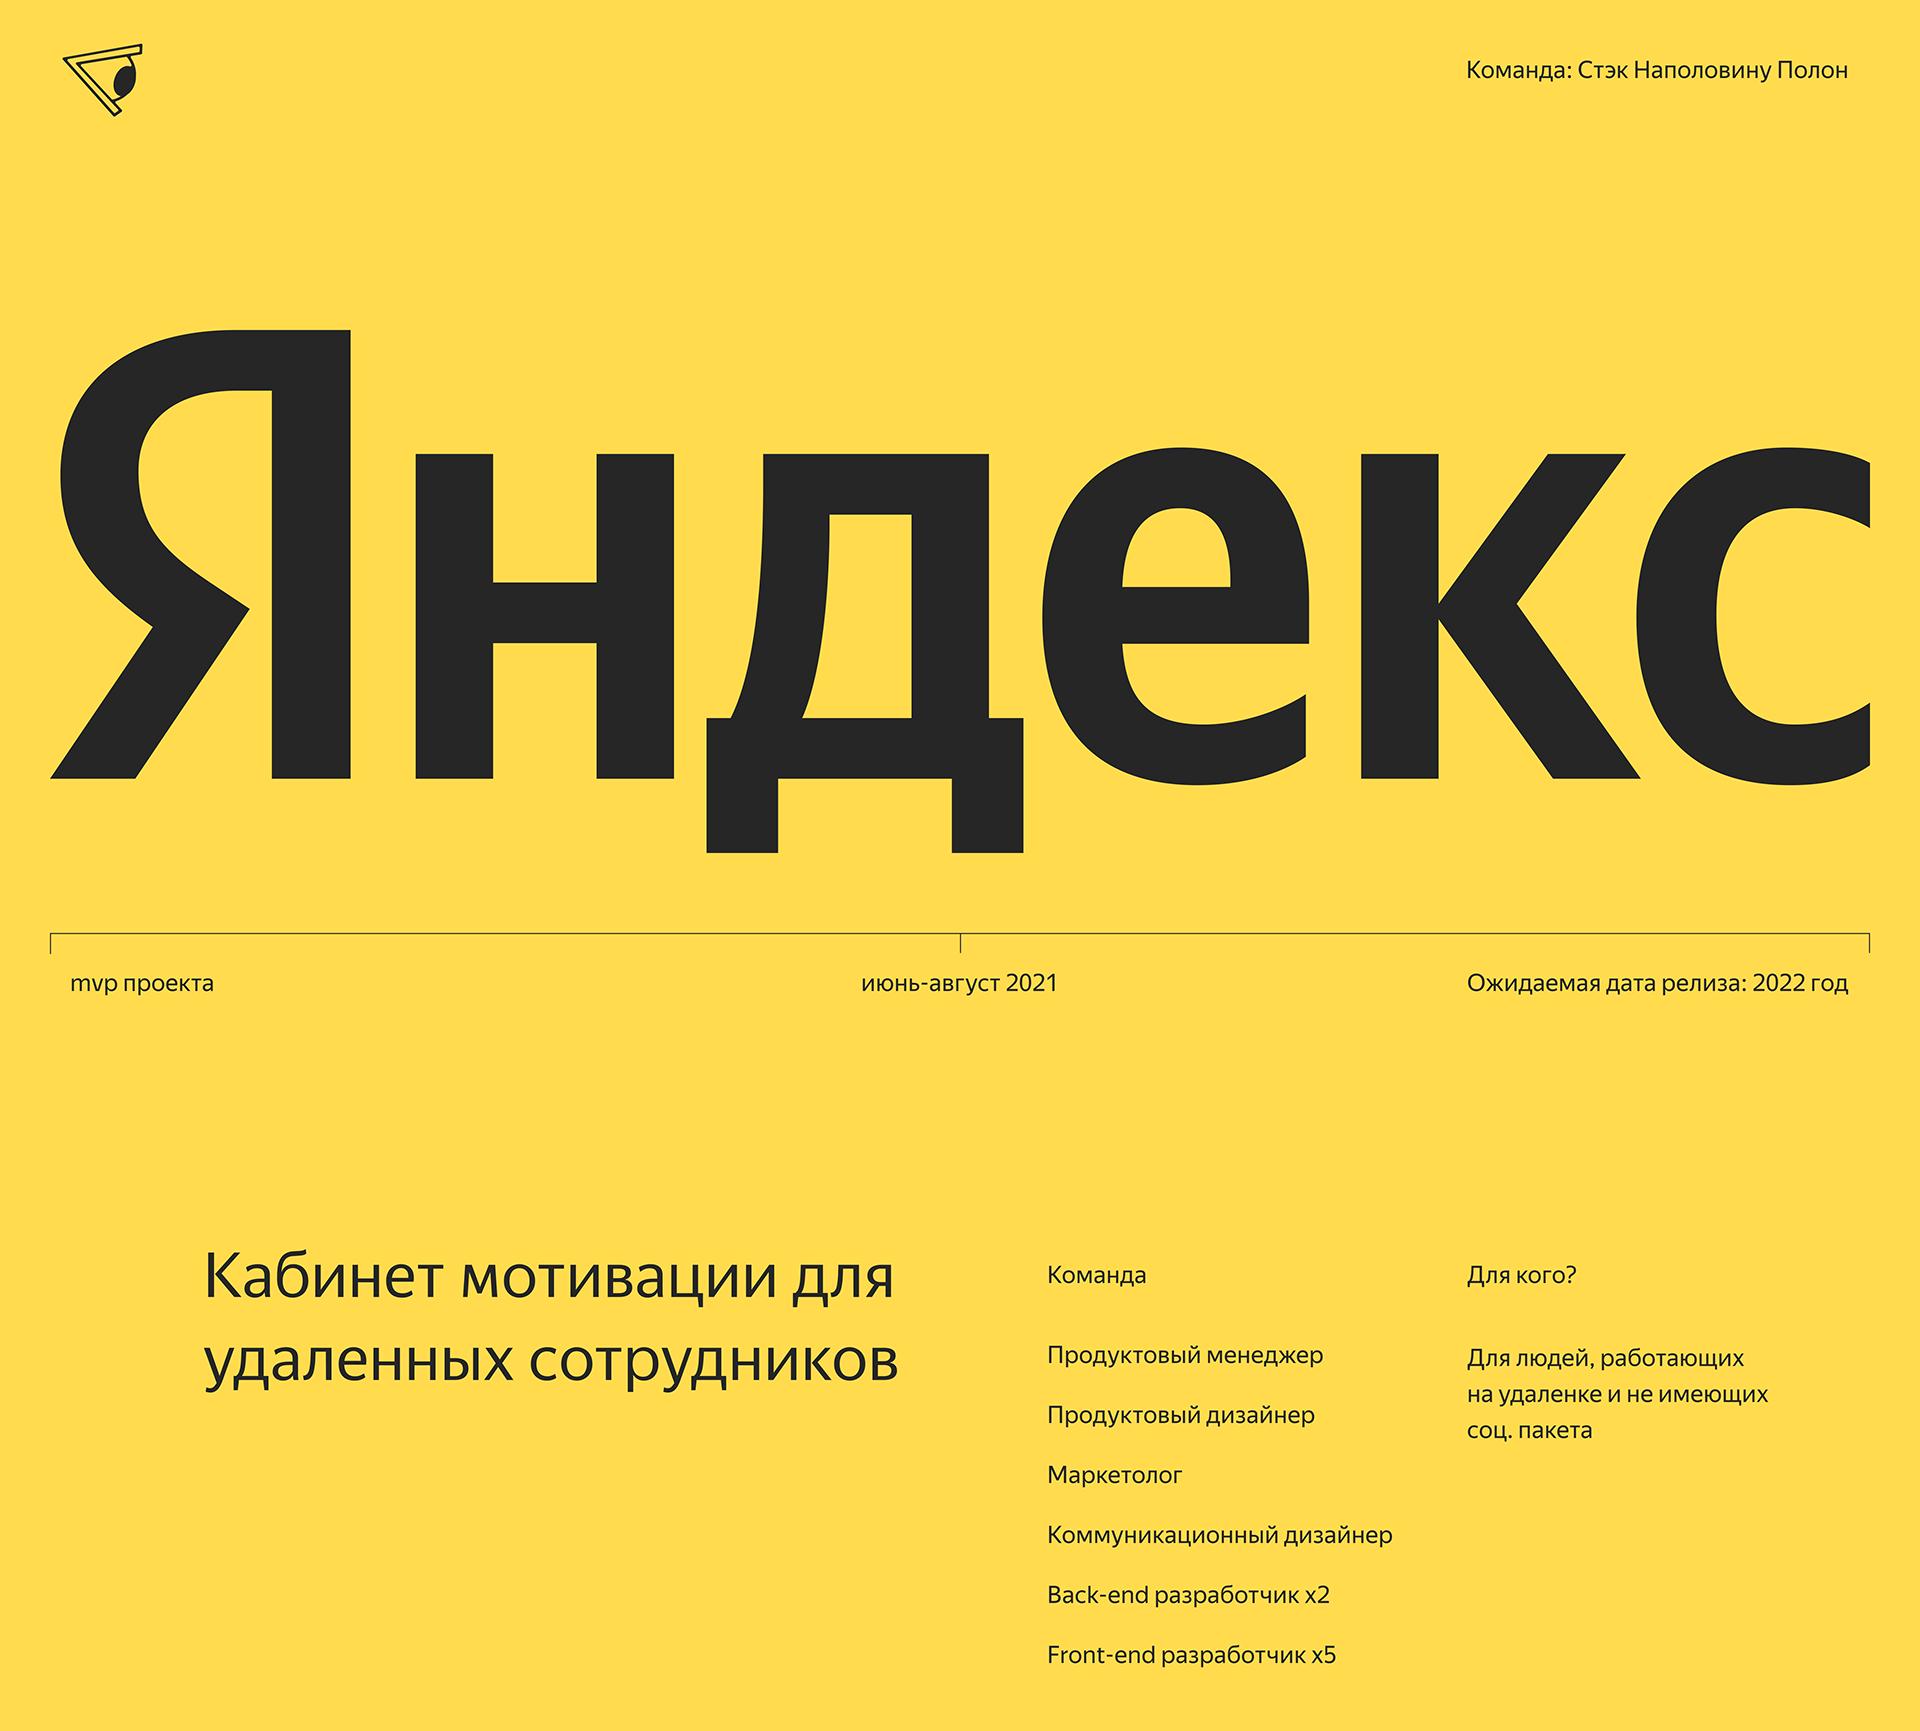 Команда: Стэк Наполовину Полон
Яндекс
mvp проекта
июнь-август 2021
Ожидаемая дата релиза: 2022 год
Кабинет мотивации для
удаленных сотрудников
Команда
Продуктовый менеджер
Продуктовый дизайнер
Маркетолог
Коммуникационный дизайнер
Back-end разработчик x2
Front-end разработчик x5
Для кого?
Для людей, работающих
на удаленке и не имеющих
соц. пакета